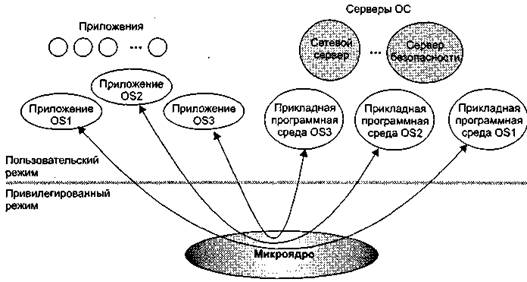 Приложения
Серверы ОС
...
Сетевой
сервер
...
Сервер
безопасности
Приложение
OS1
Приложение
OS2
Приложение
OS3
Прикладная
программная
среда OS3
Прикладная
программная
среда OS2
Прикладная
программная
среда OS1
Пользовательский
режим
Привилегированный
режим
Микроядро